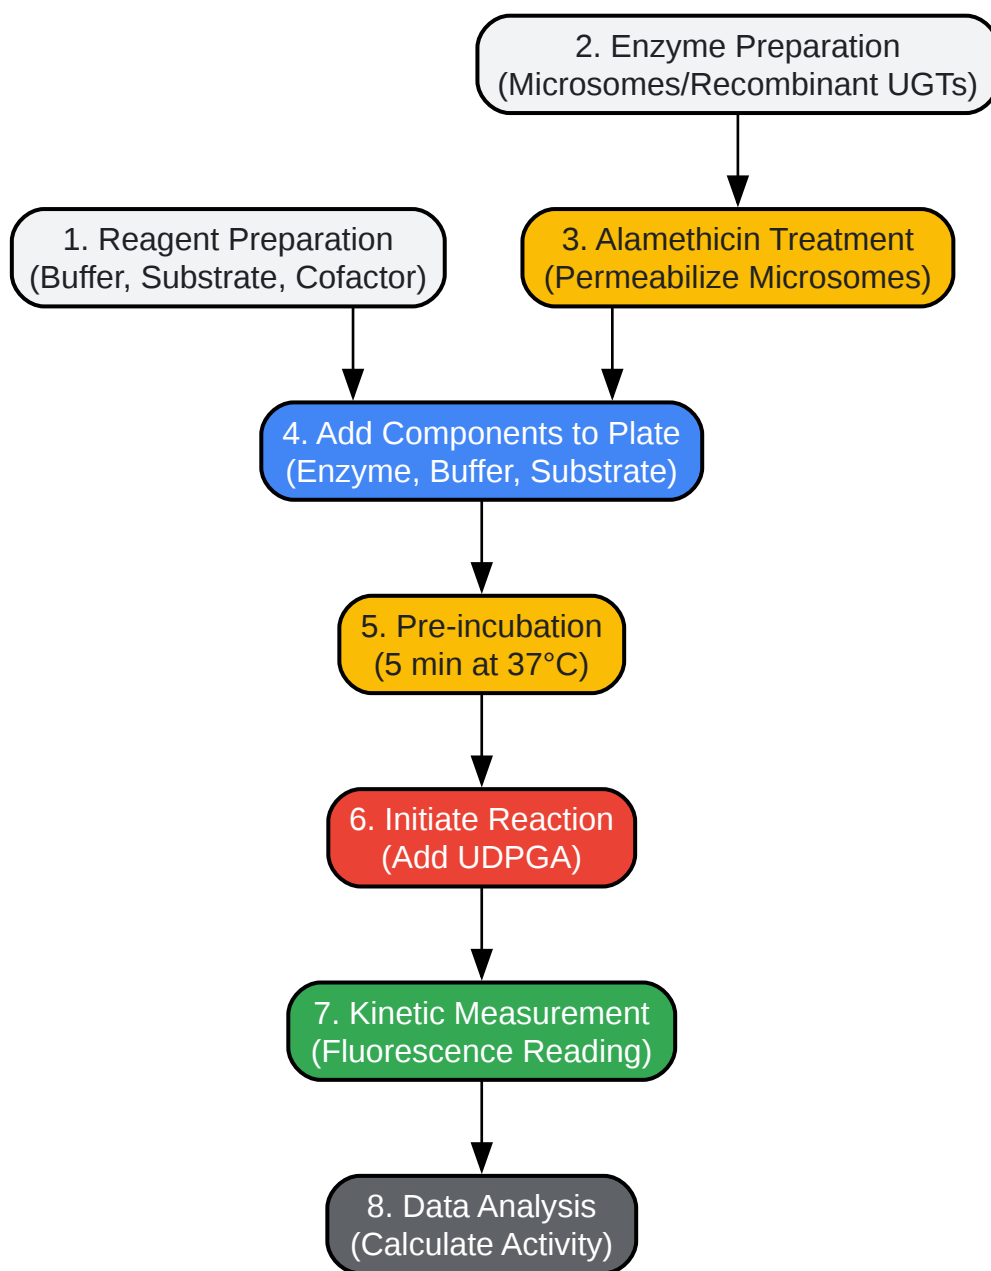 2. Enzyme Preparation
(Microsomes/Recombinant UGTs)
1. Reagent Preparation
(Buffer, Substrate, Cofactor)
3. Alamethicin Treatment
(Permeabilize Microsomes)
4. Add Components to Plate
(Enzyme, Buffer, Substrate)
5. Pre-incubation
(5 min at 37°C)
6. Initiate Reaction
(Add UDPGA)
7. Kinetic Measurement
(Fluorescence Reading)
8. Data Analysis
(Calculate Activity)